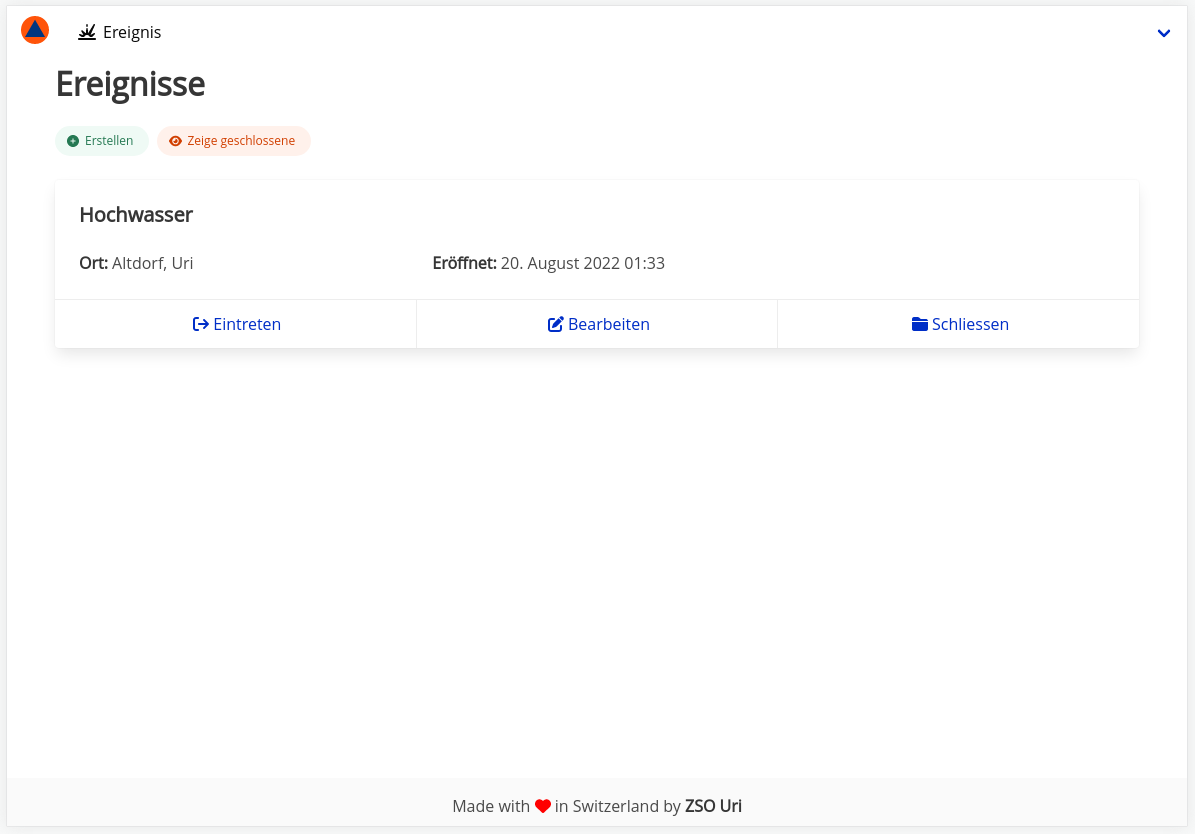 Ereignis
Ereignisse
Erstellen Zeige geschlossene
Hochwasser
Ort: Altdorf, Uri Eröffnet: 20. August 2022 01:33
Eintreten Bearbeiten Schliessen
Made with in Switzerland by ZSO Uri